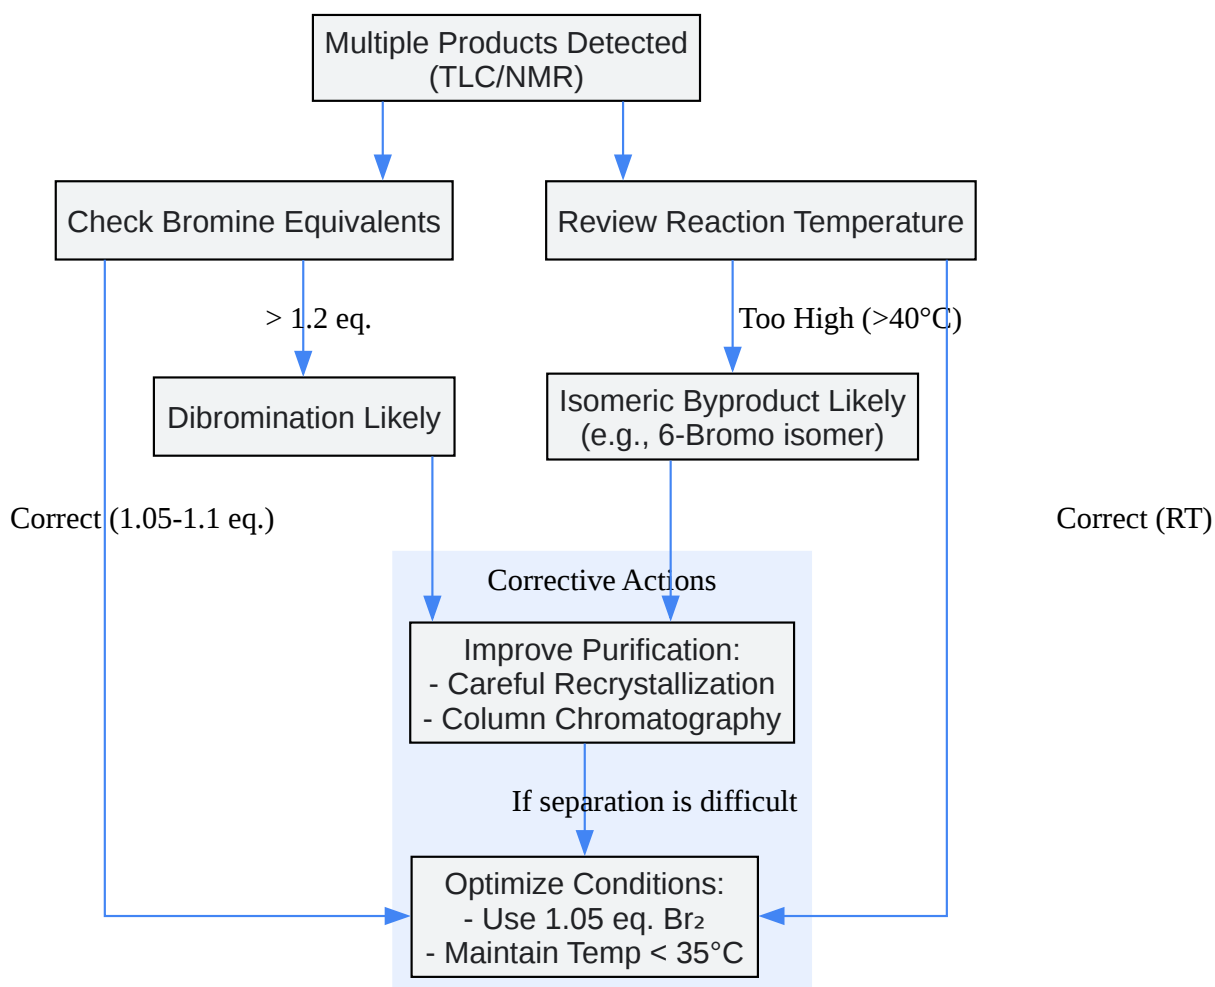 Multiple Products Detected
(TLC/NMR)
Check Bromine Equivalents
Review Reaction Temperature
> 1.2 eq.
Too High (>40°C)
Dibromination Likely
Isomeric Byproduct Likely
(e.g., 6-Bromo isomer)
Correct (1.05-1.1 eq.)
Correct (RT)
Corrective Actions
Improve Purification:
- Careful Recrystallization
- Column Chromatography
If separation is difficult
Optimize Conditions:
- Use 1.05 eq. Br₂
- Maintain Temp < 35°C